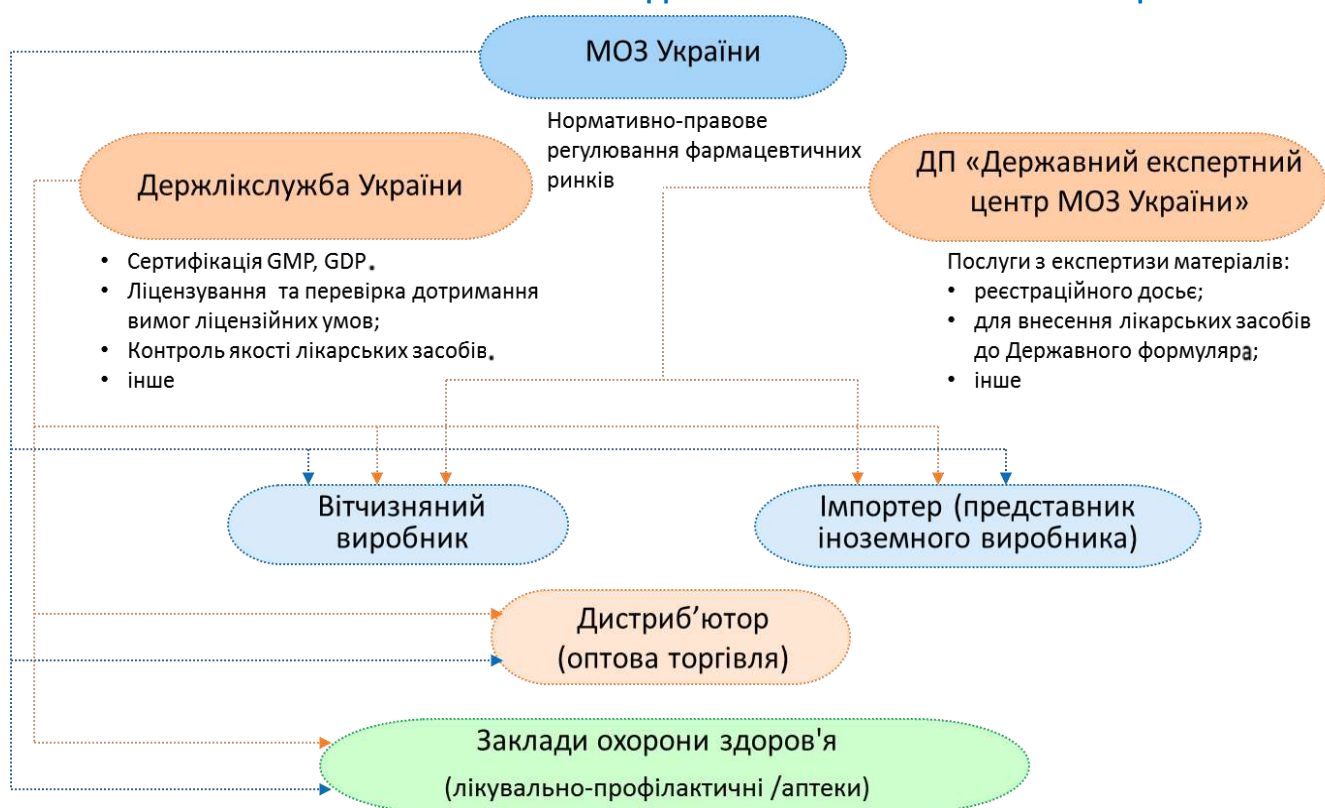 МОЗ України
Нормативно-правове
регулювання фармацевтичних
ринків
Держлікслужба України
• Сертифікація GMP, GDP.
• Ліцензування та перевірка дотримання
вимог ліцензійних умов;
• Контроль якості лікарських засобів.
• інше
ДП «Державний експертний
центр МОЗ України»
Послуги з експертизи матеріалів:
• реєстраційного досьє;
• для внесення лікарських засобів
до Державного формуляра;
• інше
Вітчизняний
виробник
Імпортер (представник
іноземного виробника)
Дистриб’ютор
(оптова торгівля)
Заклади охорони здоров'я
(лікувально-профілактичні /аптеки)